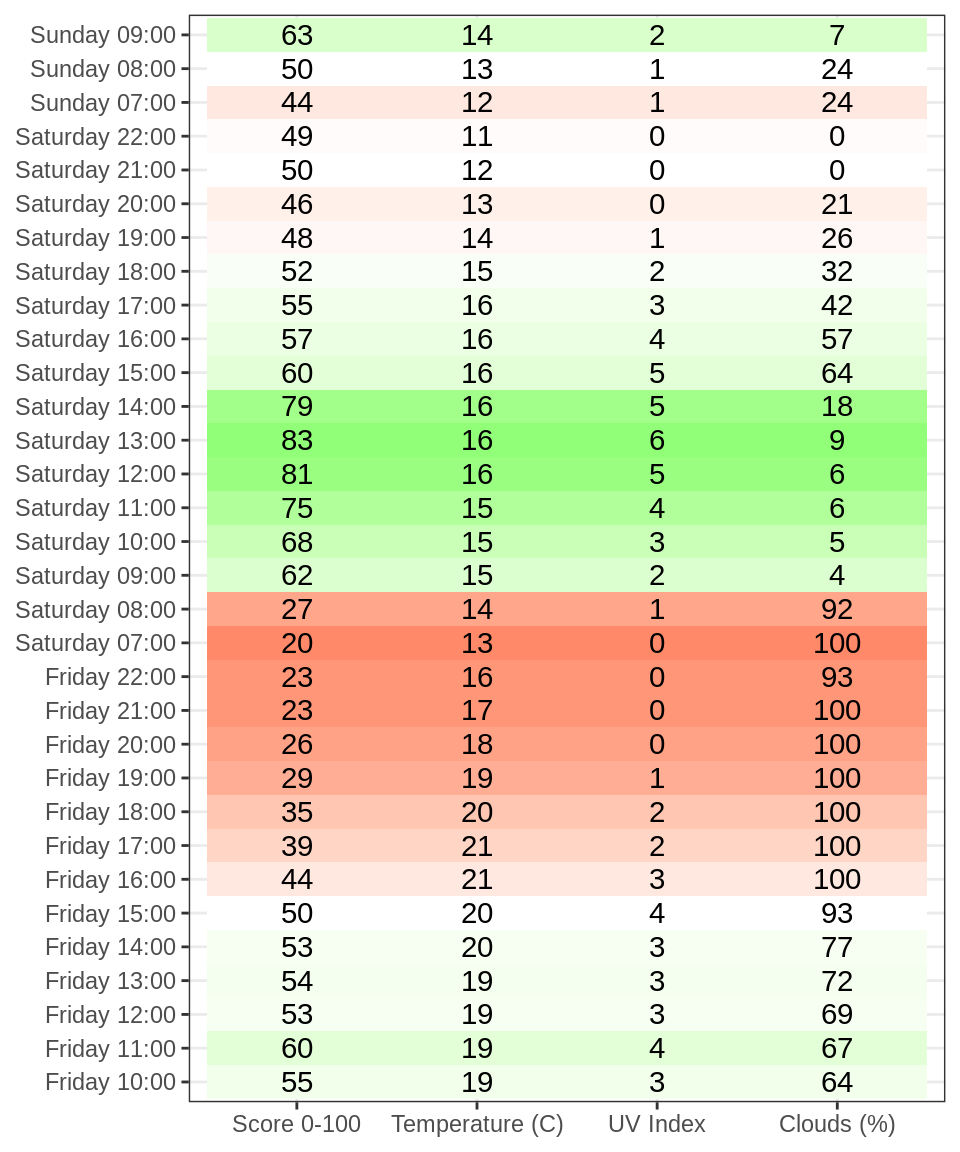 Sunday 09:00 63 14 2 7
Sunday 08:00 50 13 1 24
Sunday 07:00 44 12 1 24
Saturday 22:00 49 11 0 0
Saturday 21:00 50 12 0 0
Saturday 20:00 46 13 0 21
Saturday 19:00 48 14 1 26
Saturday 18:00 52 15 2 32
Saturday 17:00 55 16 3 42
Saturday 16:00 57 16 4 57
Saturday 15:00 60 16 5 64
Saturday 14:00 79 16 5 18
Saturday 13:00 83 16 6 9
Saturday 12:00 81 16 5 6
Saturday 11:00 75 15 4 6
Saturday 10:00 68 15 3 5
Saturday 09:00 62 15 2 4
Saturday 08:00 27 14 1 92
Saturday 07:00 20 13 0 100
Friday 22:00 23 16 0 93
Friday 21:00 23 17 0 100
Friday 20:00 26 18 0 100
Friday 19:00 29 19 1 100
Friday 18:00 35 20 2 100
Friday 17:00 39 21 2 100
Friday 16:00 44 21 3 100
Friday 15:00 50 20 4 93
Friday 14:00 53 20 3 77
Friday 13:00 54 19 3 72
Friday 12:00 53 19 3 69
Friday 11:00 60 19 4 67
Friday 10:00 55 19 3 64
Score 0-100 Temperature (C) UV Index Clouds (%)